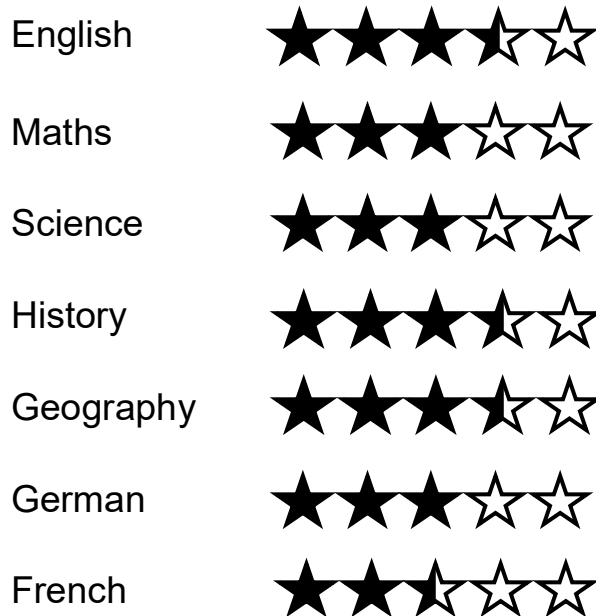 English
Maths
Science
History
Geography
German
French